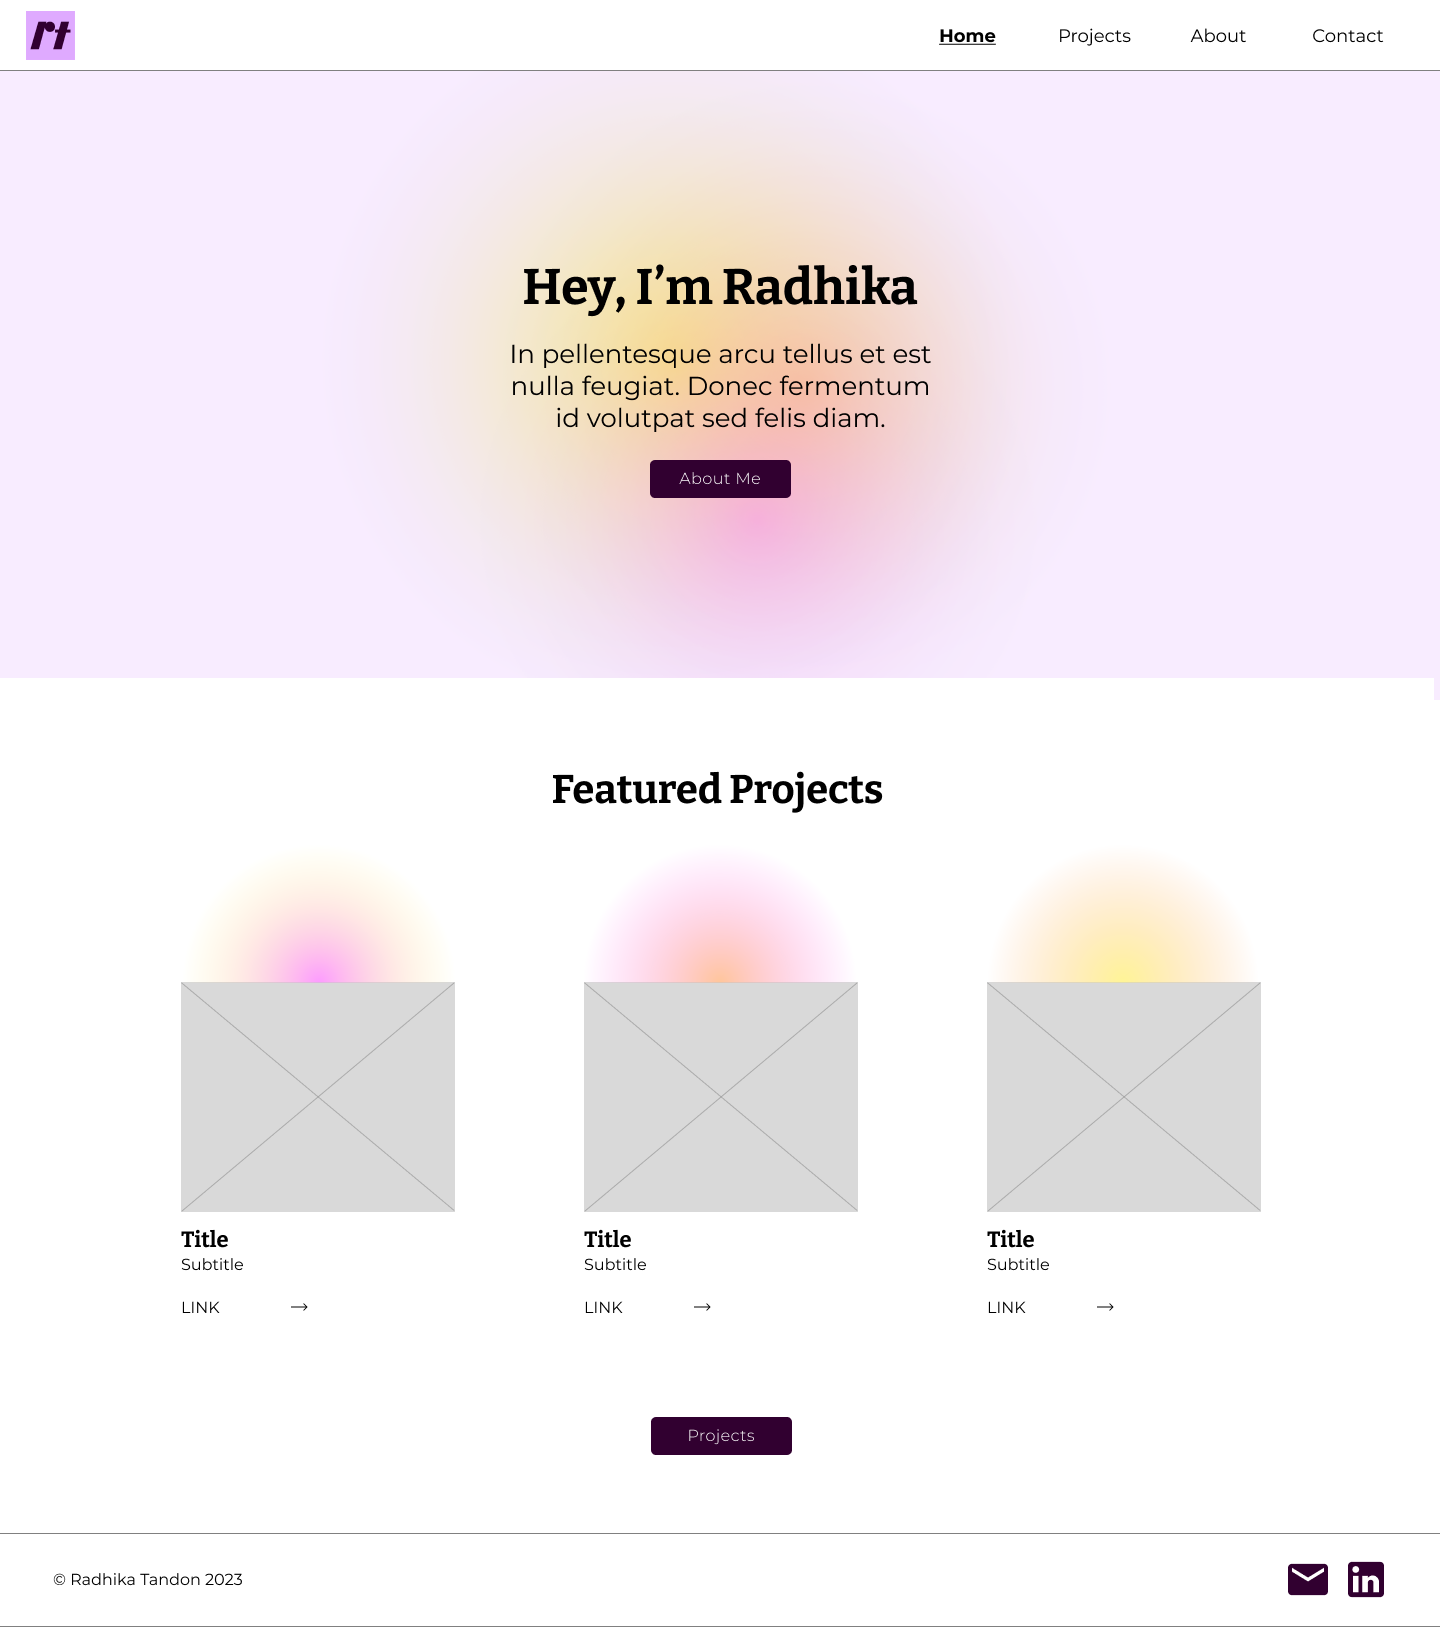 rt
Home Projects About Contact
Hey, I’m Radhika
In pellentesque arcu tellus et est
nulla feugiat. Donec fermentum
id volutpat sed felis diam.
About Me
Featured Projects
Title
Subtitle
LINK →
Title
Subtitle
LINK →
Title
Subtitle
LINK →
Projects
© Radhika Tandon 2023
in